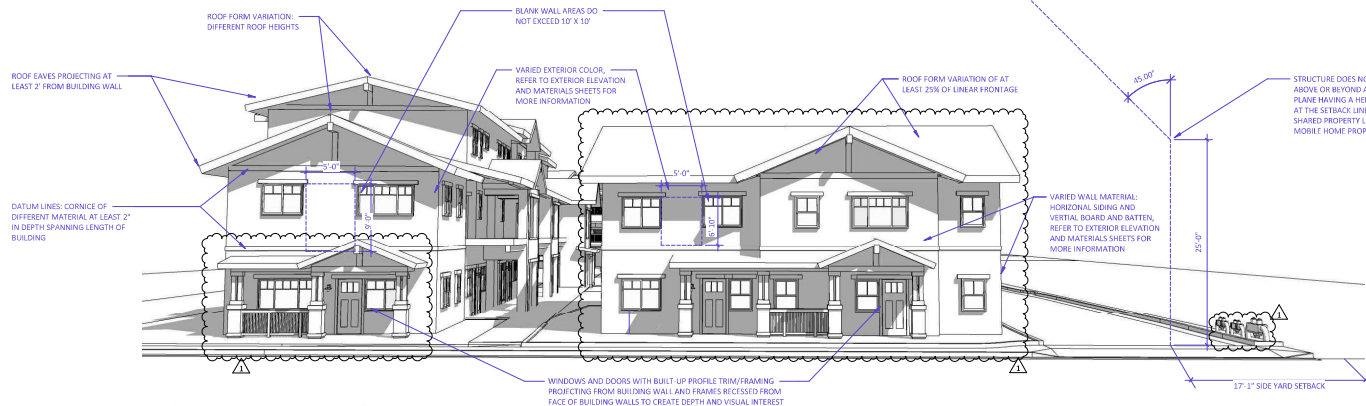 ROOF FORM VARIATION:
DIFFERENT ROOF HEIGHTS
BLANK WALL AREAS DO
NOT EXCEED 10' X 10'
ROOF EAVES PROJECTING AT
LEAST 2' FROM BUILDING WALL
VARIED EXTERIOR COLOR,
REFER TO EXTERIOR ELEVATION
AND MATERIALS SHEETS FOR
MORE INFORMATION
ROOF FORM VARIATION OF AT
LEAST 25% OF LINEAR FRONTAGE
45.00°
STRUCTURE DOES NO
ABOVE OR BEYOND A
PLANE HAVING A HEI
AT THE SETBACK LINE
SHARED PROPERTY L
MOBILE HOME PROP
5'-0"
9'-0"
5'-0"
6'-10"
DATUM LINES: CORNICE OF
DIFFERENT MATERIAL AT LEAST 2"
IN DEPTH SPANNING LENGTH OF
BUILDING
VARIED WALL MATERIAL:
HORIZONAL SIDING AND
VERTIAL BOARD AND BATTEN,
REFER TO EXTERIOR ELEVATION
AND MATERIALS SHEETS FOR
MORE INFORMATION
25'-0"
1
1
1
WINDOWS AND DOORS WITH BUILT-UP PROFILE TRIM/FRAMING
PROJECTING FROM BUILDING WALL AND FRAMES RECESSED FROM
FACE OF BUILDING WALLS TO CREATE DEPTH AND VISUAL INTEREST
17'-1" SIDE YARD SETBACK